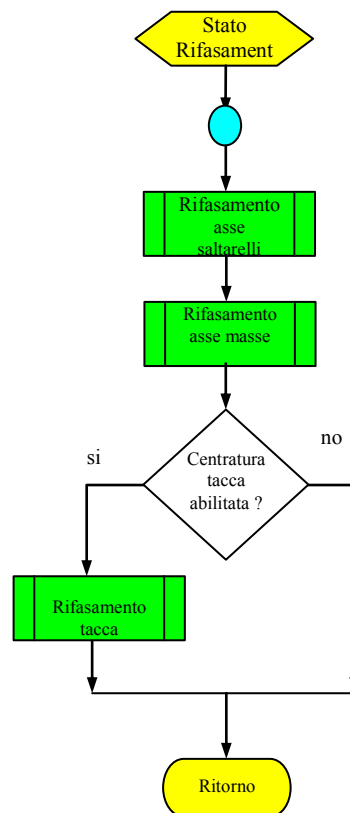 Stato
Rifasament
Rifasamento
asse
saltarelli
Rifasamento
asse masse
Centratura
tacca
abilitata ?
si
no
Rifasamento
tacca
Ritorno